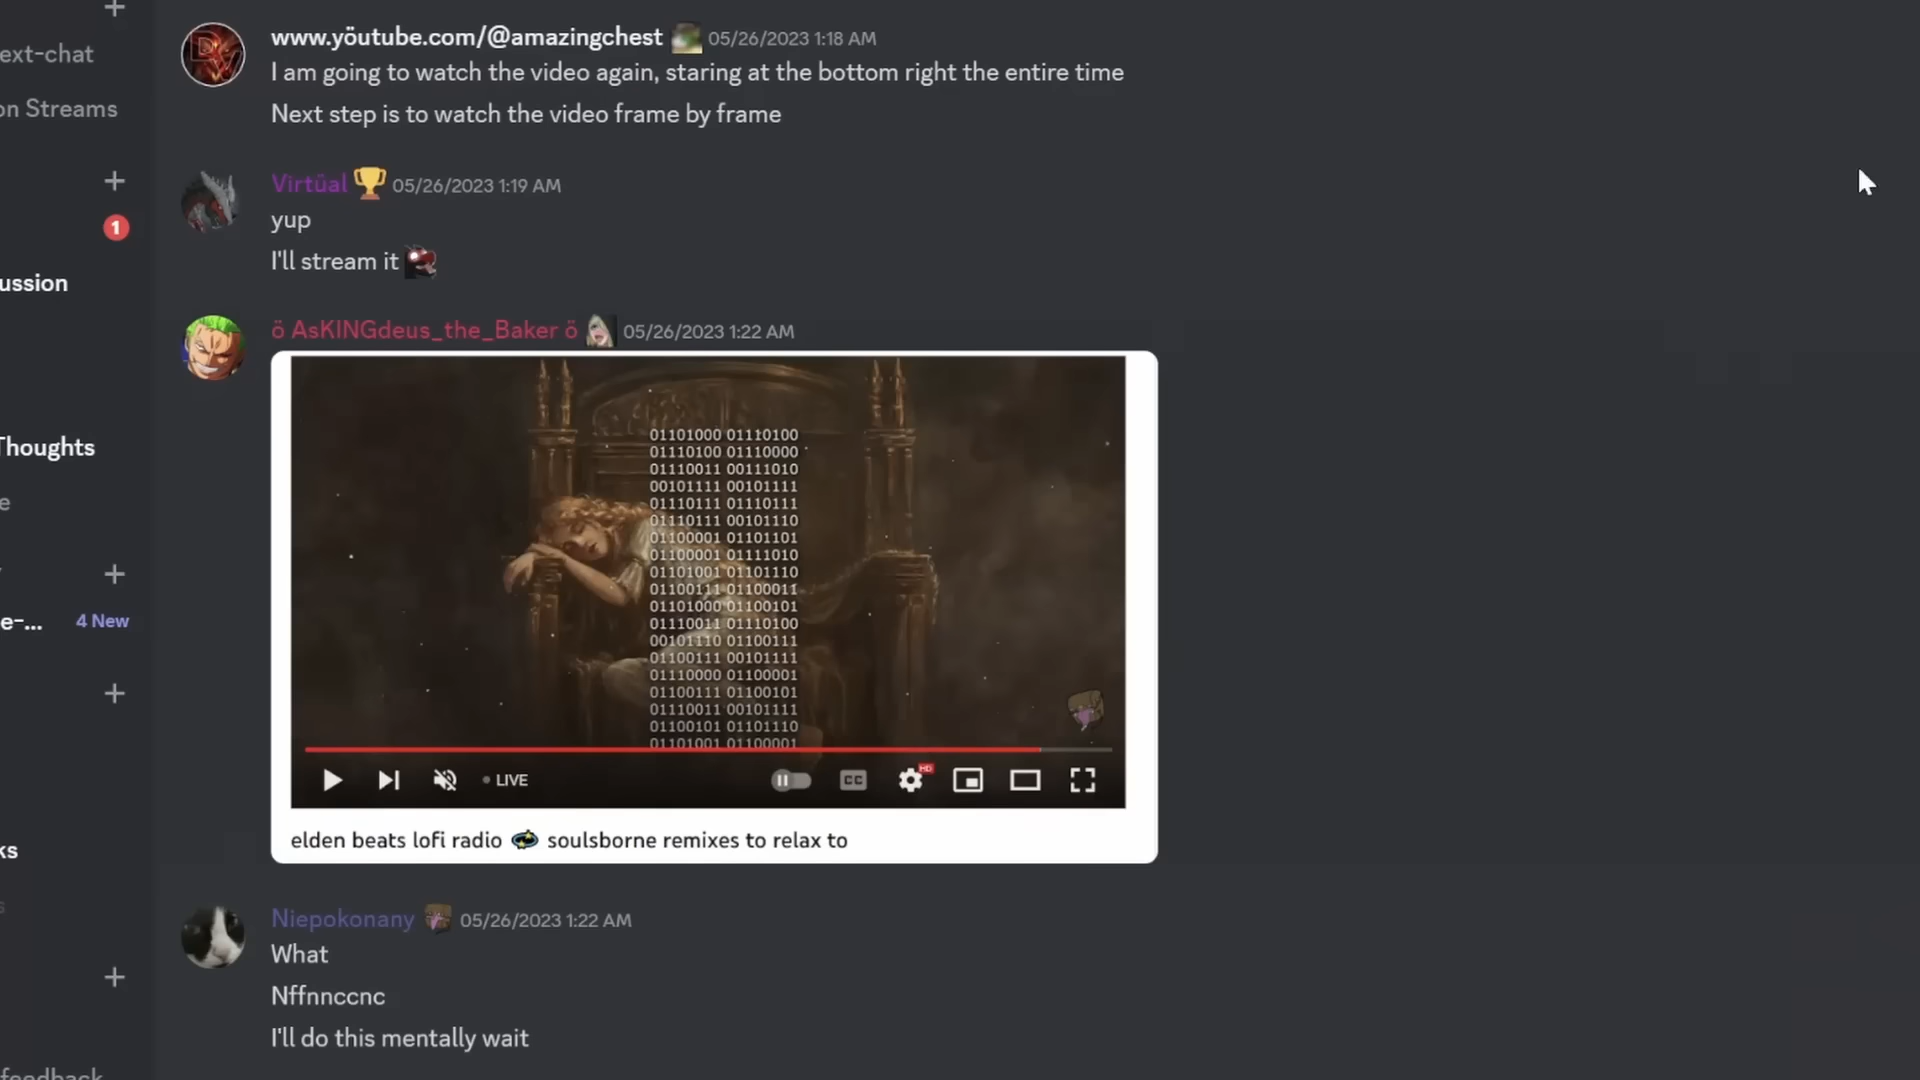 ext-chat
on Streams
1
ussion
Thoughts
e
e-...
4 New
ks
s
feedback
www.yöutube.com/@amazingchest 05/26/2023 1:18 AM
I am going to watch the video again, staring at the bottom right the entire time
Next step is to watch the video frame by frame
Virtüal 05/26/2023 1:19 AM
yup
I'll stream it
ö AsKINGdeus_the_Baker ö 05/26/2023 1:22 AM
01101000 01110100
01110100 01110000
01110011 00111010
00101111 00101111
01110111 01110111
01110111 00101110
01100001 01101101
01100001 01111010
01101001 01101110
01100111 01100011
01101000 01100101
01110011 01110100
00101110 01100111
01100111 00101111
01110000 01100001
01100111 01100101
01110011 00101111
01100101 01101110
01101001 01100001
LIVE
CC
HD
elden beats lofi radio soulsborne remixes to relax to
Niepokonany 05/26/2023 1:22 AM
What
Nffnnccnc
I'll do this mentally wait